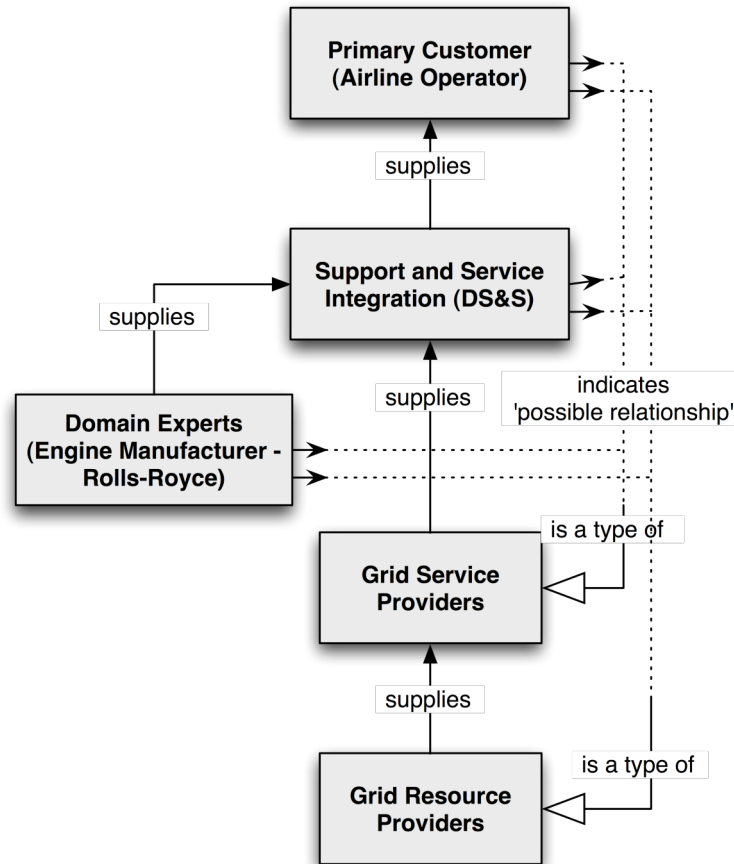 Primary Customer
(Airline Operator)
supplies
Support and Service
Integration (DS&S)
supplies
supplies
indicates
'possible relationship'
Domain Experts
(Engine Manufacturer -
Rolls-Royce)
is a type of
Grid Service
Providers
supplies
is a type of
Grid Resource
Providers